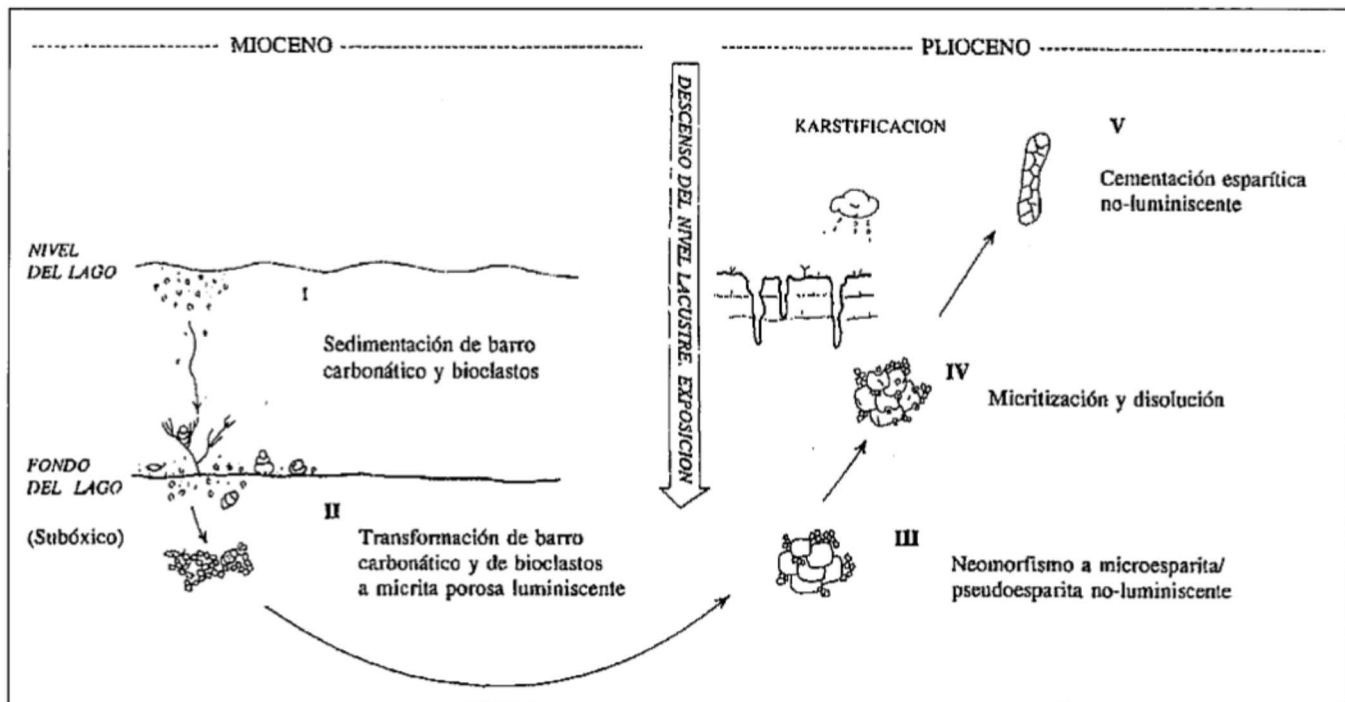 MIOCENO
PLIOCENO
NIVEL
DEL LAGO
I
Sedimentación de barro
carbonático y bioclastos
FONDO
DEL LAGO
(Subóxico)
II
Transformación de barro
carbonático y de bioclastos
a micrita porosa luminiscente
DESCENSO DEL NIVEL LACUSTRE. EXPOSICION
KARSTIFICACION
V
Cementación esparítica
no-luminiscente
IV
Micritización y disolución
III
Neomorfismo a microesparita/
pseudoesparita no-luminiscente